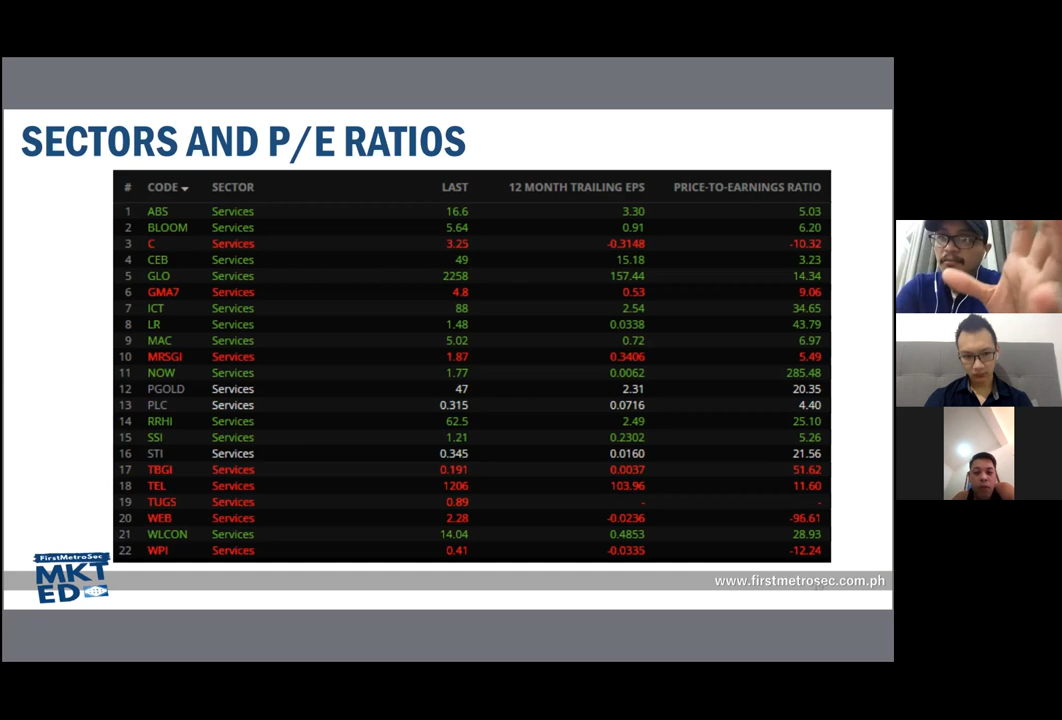 SECTORS AND P/E RATIOS
# CODE SECTOR LAST 12 MONTH TRAILING EPS PRICE-TO-EARNINGS RATIO
1 ABS Services 16.6 3.30 5.03
2 BLOOM Services 5.64 0.91 6.20
3 C Services 3.25 -0.3148 -10.32
4 CEB Services 49 15.18 3.23
5 GLO Services 2258 157.44 14.34
6 GMA7 Services 4.8 0.53 9.06
7 ICT Services 88 2.54 34.65
8 LR Services 1.48 0.0338 43.79
9 MAC Services 5.02 0.72 6.97
10 MRSGI Services 1.87 0.3406 5.49
11 NOW Services 1.77 0.0062 285.48
12 PGOLD Services 47 2.31 20.35
13 PLC Services 0.315 0.0716 4.40
14 RRHI Services 62.5 2.49 25.10
15 SSI Services 1.21 0.2302 5.26
16 STI Services 0.345 0.0160 21.56
17 TBGI Services 0.191 0.0037 51.62
18 TEL Services 1206 103.96 11.60
19 TUGS Services 0.89 - -
20 WEB Services 2.28 -0.0236 -96.61
21 WLCON Services 14.04 0.4853 28.93
22 WPI Services 0.41 -0.0335 -12.24
FirstMetroSec
MKT
ED
www.firstmetrosec.com.ph